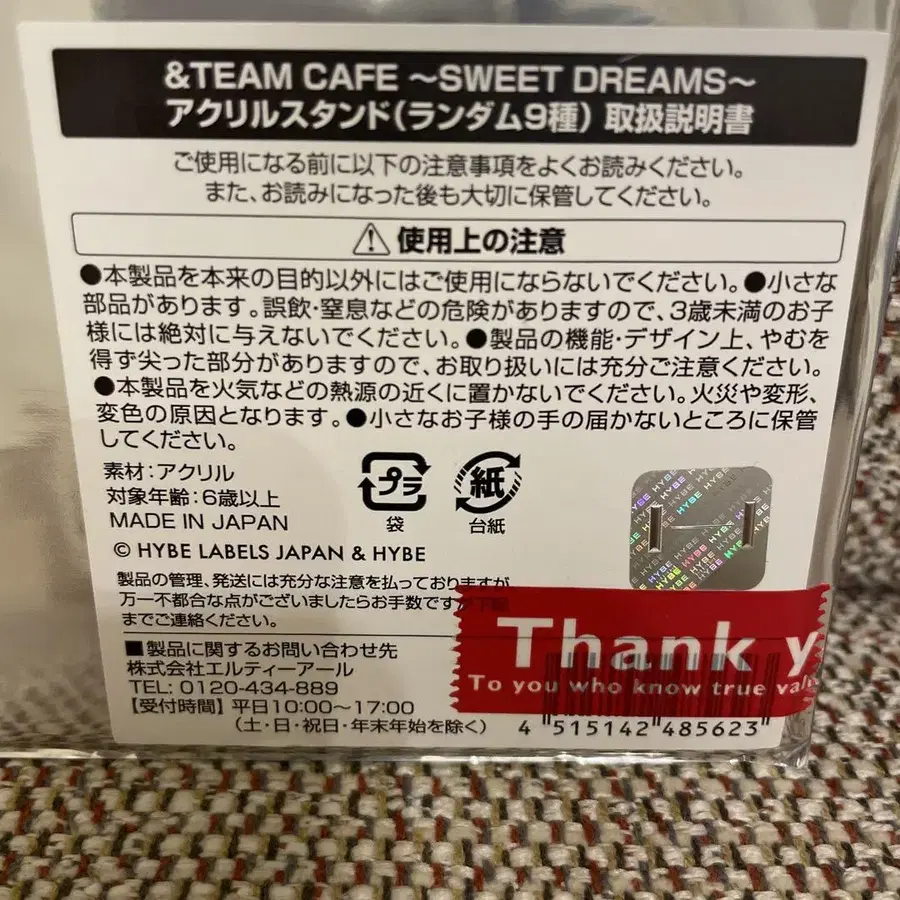 &TEAM CAFE 〜SWEET DREAMS〜
アクリルスタンド(ランダム9種) 取扱説明書
ご使用になる前に以下の注意事項をよくお読みください。
また、お読みになった後も大切に保管してください。
使用上の注意
●本製品を本来の目的以外にはご使用にならないでください。●小さな
部品があります。誤飲・窒息などの危険がありますので、3歳未満のお子
様には絶対に与えないでください。●製品の機能・デザイン上、やむを
得ず尖った部分がありますので、お取り扱いには充分ご注意ください。
●本製品を火気などの熱源の近くに置かないでください。火災や変形、
変色の原因となります。●小さなお子様の手の届かないところに保管
してください。
素材:アクリル
対象年齢:6歳以上
MADE IN JAPAN
プラ
袋
紙
台紙
© HYBE LABELS JAPAN & HYBE
HYBE HYBE HYBE
製品の管理、発送には充分な注意を払っておりますが
万一不都合な点がございましたらお手数ですが下記
までご連絡ください。
■製品に関するお問い合わせ先
株式会社エルティーアール
TEL: 0120-434-889
【受付時間】 平日10:00〜17:00
(土・日・祝日・年末年始を除く)
Thank y
To you who know true
4 515142 485623